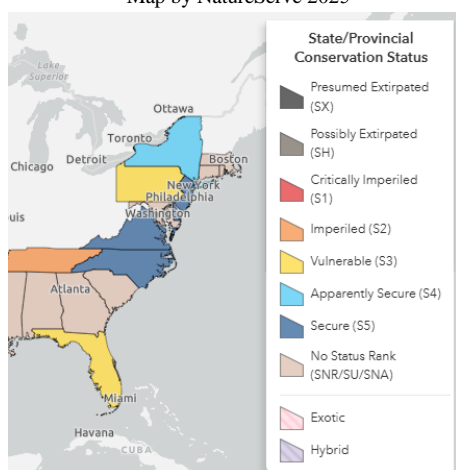 Map by NatureServe 2025
Lake
Superior
Ottawa
Toronto
Detroit
Boston
Chicago
New York
Philadelphia
uis
Washington
Atlanta
Miami
Havana
CUBA
State/Provincial
Conservation Status
Presumed Extirpated
(SX)
Possibly Extirpated
(SH)
Critically Imperiled
(S1)
Imperiled (S2)
Vulnerable (S3)
Apparently Secure (S4)
Secure (S5)
No Status Rank
(SNR/SU/SNA)
Exotic
Hybrid